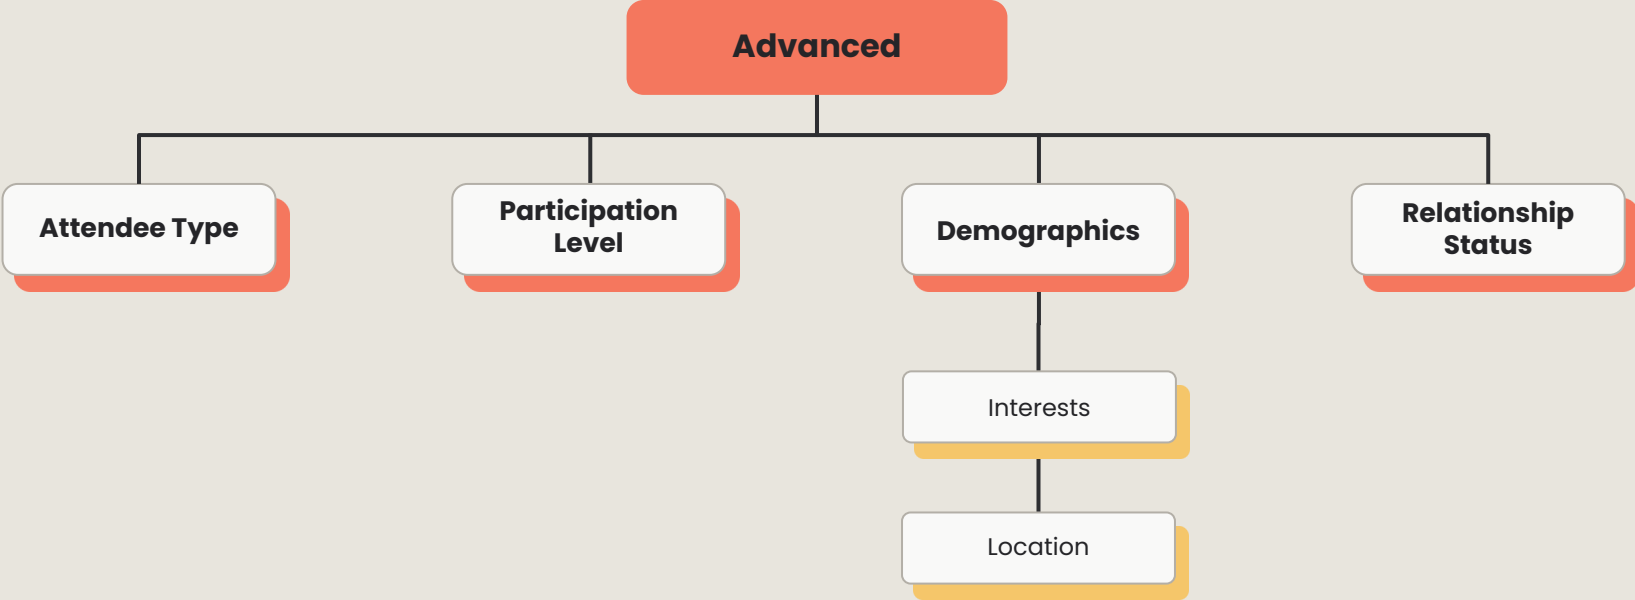 Advanced
Attendee Type
Participation
Level
Demographics
Relationship
Status
Interests
Location